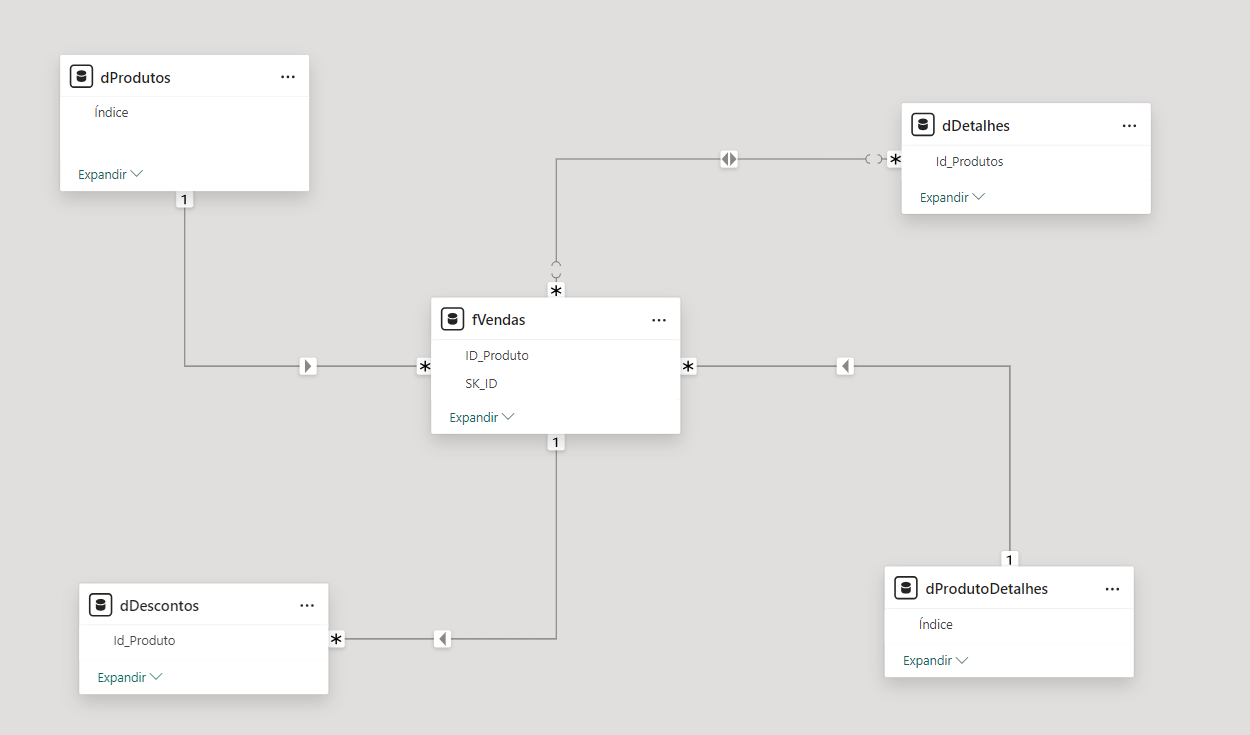 dProdutos
Índice
Expandir
1
dDetalhes
Id_Produtos
Expandir
*
*
fVendas
ID_Produto
SK_ID
Expandir
*
*
1
dDescontos
Id_Produto
Expandir
*
1
dProdutoDetalhes
Índice
Expandir